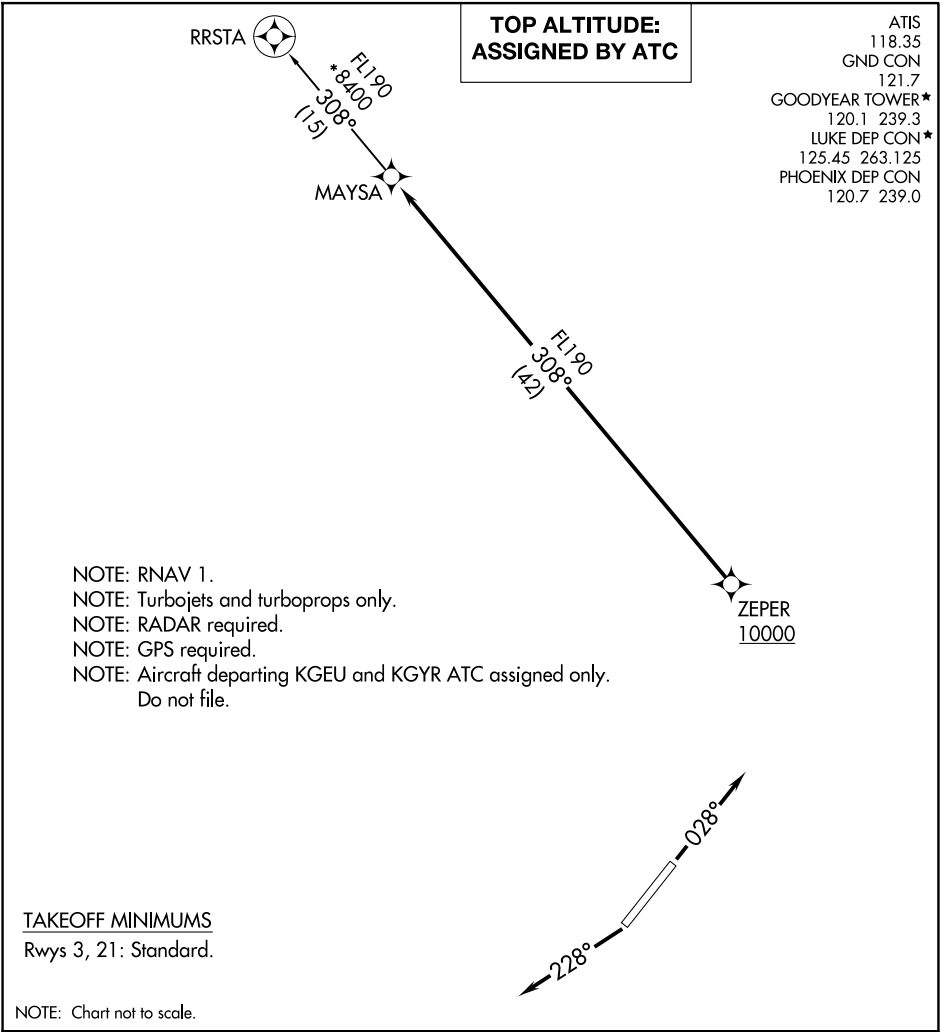 TOP ALTITUDE:
ASSIGNED BY ATC
ATIS
118.35
GND CON
121.7
GOODYEAR TOWER★
120.1 239.3
LUKE DEP CON★
125.45 263.125
PHOENIX DEP CON
120.7 239.0
RRSTA
FL190
*8400
308°
(15)
MAYSA
FL190
308°
(42)
ZEPER
10000
NOTE: RNAV 1.
NOTE: Turbojets and turboprops only.
NOTE: RADAR required.
NOTE: GPS required.
NOTE: Aircraft departing KGEU and KGYR ATC assigned only.
Do not file.
028°
228°
TAKEOFF MINIMUMS
Rwys 3, 21: Standard.
NOTE: Chart not to scale.